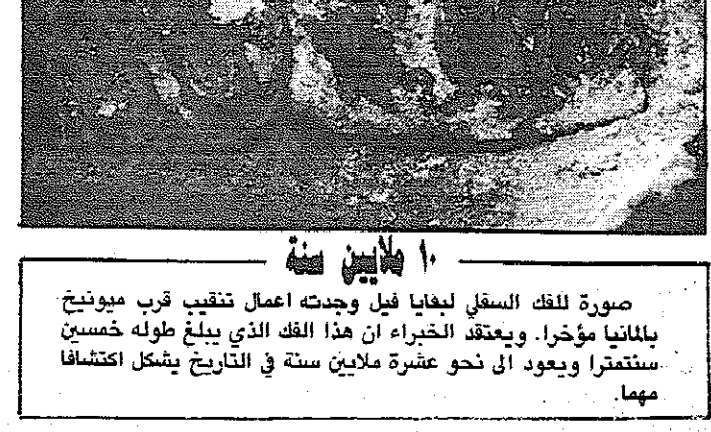 ١٠ ملايين سنة
صورة للفك السفلي لبقايا فيل وجدته اعمال تنقيب قرب ميونيخ
بالمانيا مؤخرا. ويعتقد الخبراء ان هذا الفك الذي يبلغ طوله خمسين
سنتمترا ويعود الى نحو عشرة ملايين سنة في التاريخ يشكل اكتشافا
مهما.